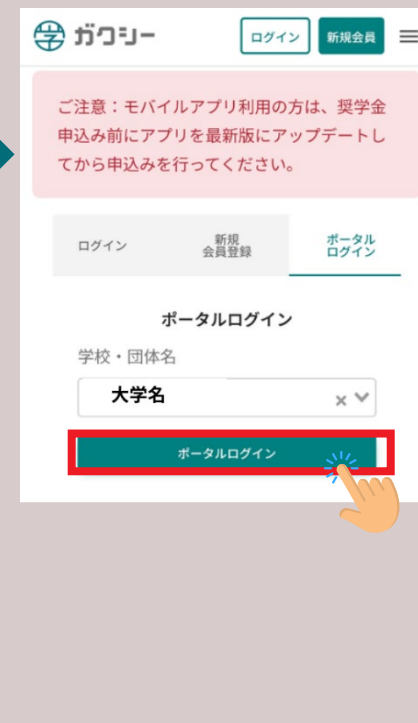 学 ガクシー
ログイン
新規会員
ご注意：モバイルアプリ利用の方は、奨学金
申込み前にアプリを最新版にアップデートし
てから申込みを行ってください。
ログイン
新規
会員登録
ポータル
ログイン
ポータルログイン
学校・団体名
大学名
ポータルログイン